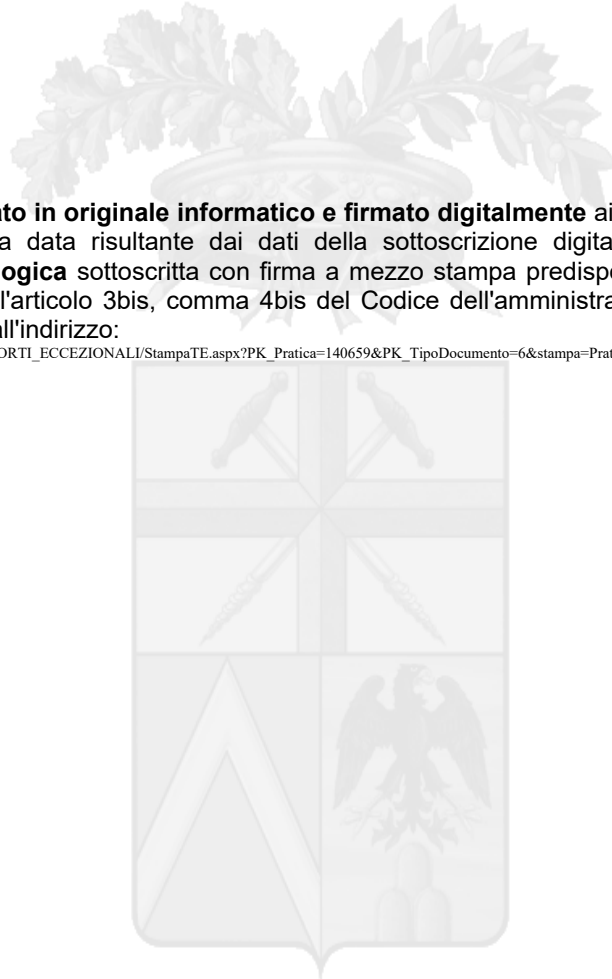 ato in originale informatico e firmato digitalmente ai
a data risultante dai dati della sottoscrizione digita
logica sottoscritta con firma a mezzo stampa predispo
l'articolo 3bis, comma 4bis del Codice dell'amministra
all'indirizzo:
ORTI_ECCEZIONALI/StampaTE.aspx?PK_Pratica=140659&PK_TipoDocumento=6&stampa=Prat